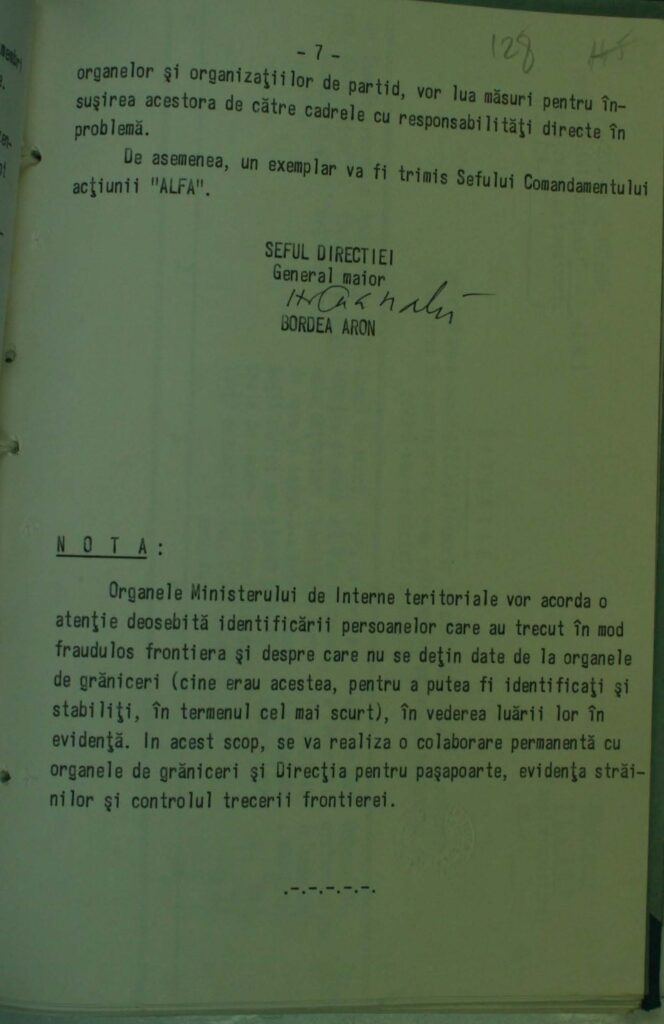 - 7 -
128
organelor şi organizaţiilor de partid, vor lua măsuri pentru în-
suşirea acestora de către cadrele cu responsabilităţi directe în
problemă.
De asemenea, un exemplar va fi trimis Sefului Comandamentului
acţiunii "ALFA".
SEFUL DIRECTIEI
General maior
BORDEA ARON
N O T A :
Organele Ministerului de Interne teritoriale vor acorda o
atenţie deosebită identificării persoanelor care au trecut în mod
fraudulos frontiera şi despre care nu se deţin date de la organele
de grăniceri (cine erau acestea, pentru a putea fi identificaţi şi
stabiliţi, în termenul cel mai scurt), în vederea luării lor în
evidenţă. In acest scop, se va realiza o colaborare permanentă cu
organele de grăniceri şi Direcţia pentru paşapoarte, evidenţa străi-
nilor şi controlul trecerii frontierei.
.-.-.-.-.-.